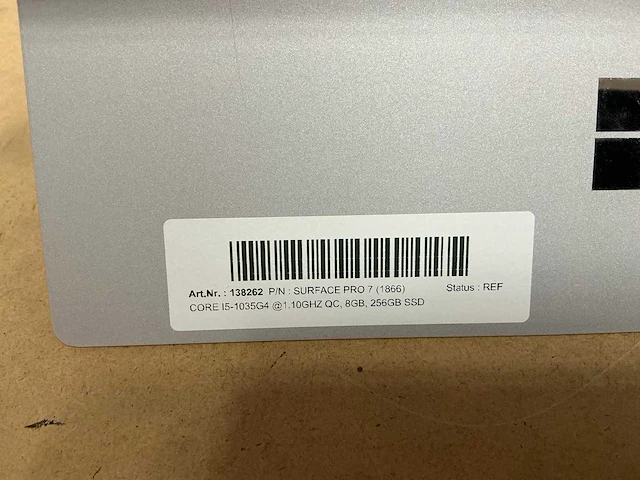 Art.Nr. : 138262 P/N : SURFACE PRO 7 (1866) Status : REF
CORE I5-1035G4 @1.10GHZ QC, 8GB, 256GB SSD